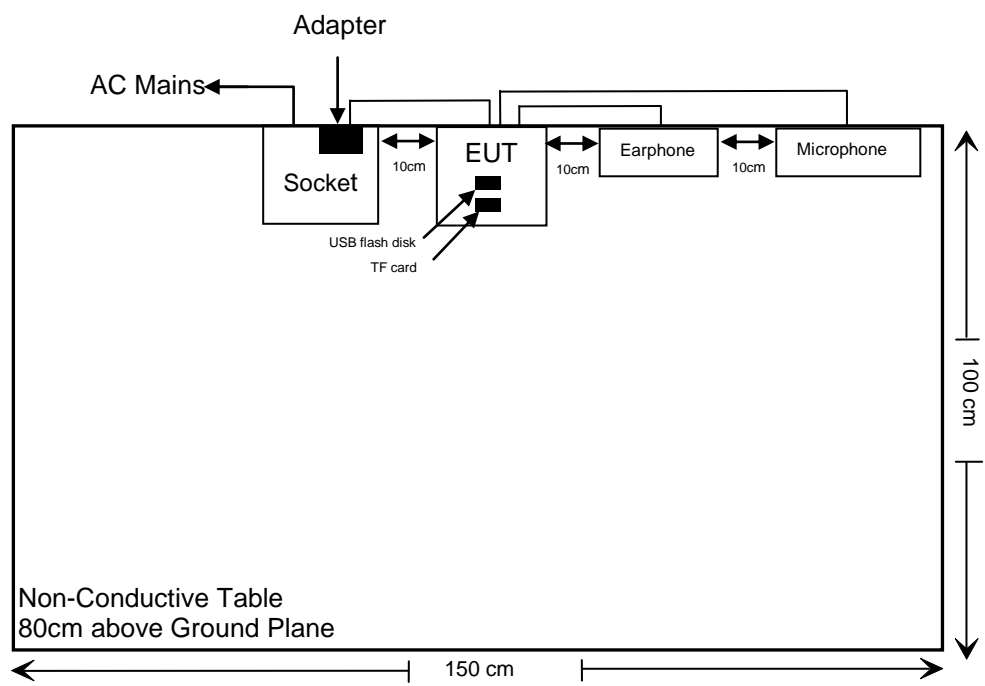 Adapter
AC Mains
Socket
10cm
EUT
10cm
Earphone
10cm
Microphone
USB flash disk
TF card
100 cm
Non-Conductive Table
80cm above Ground Plane
150 cm